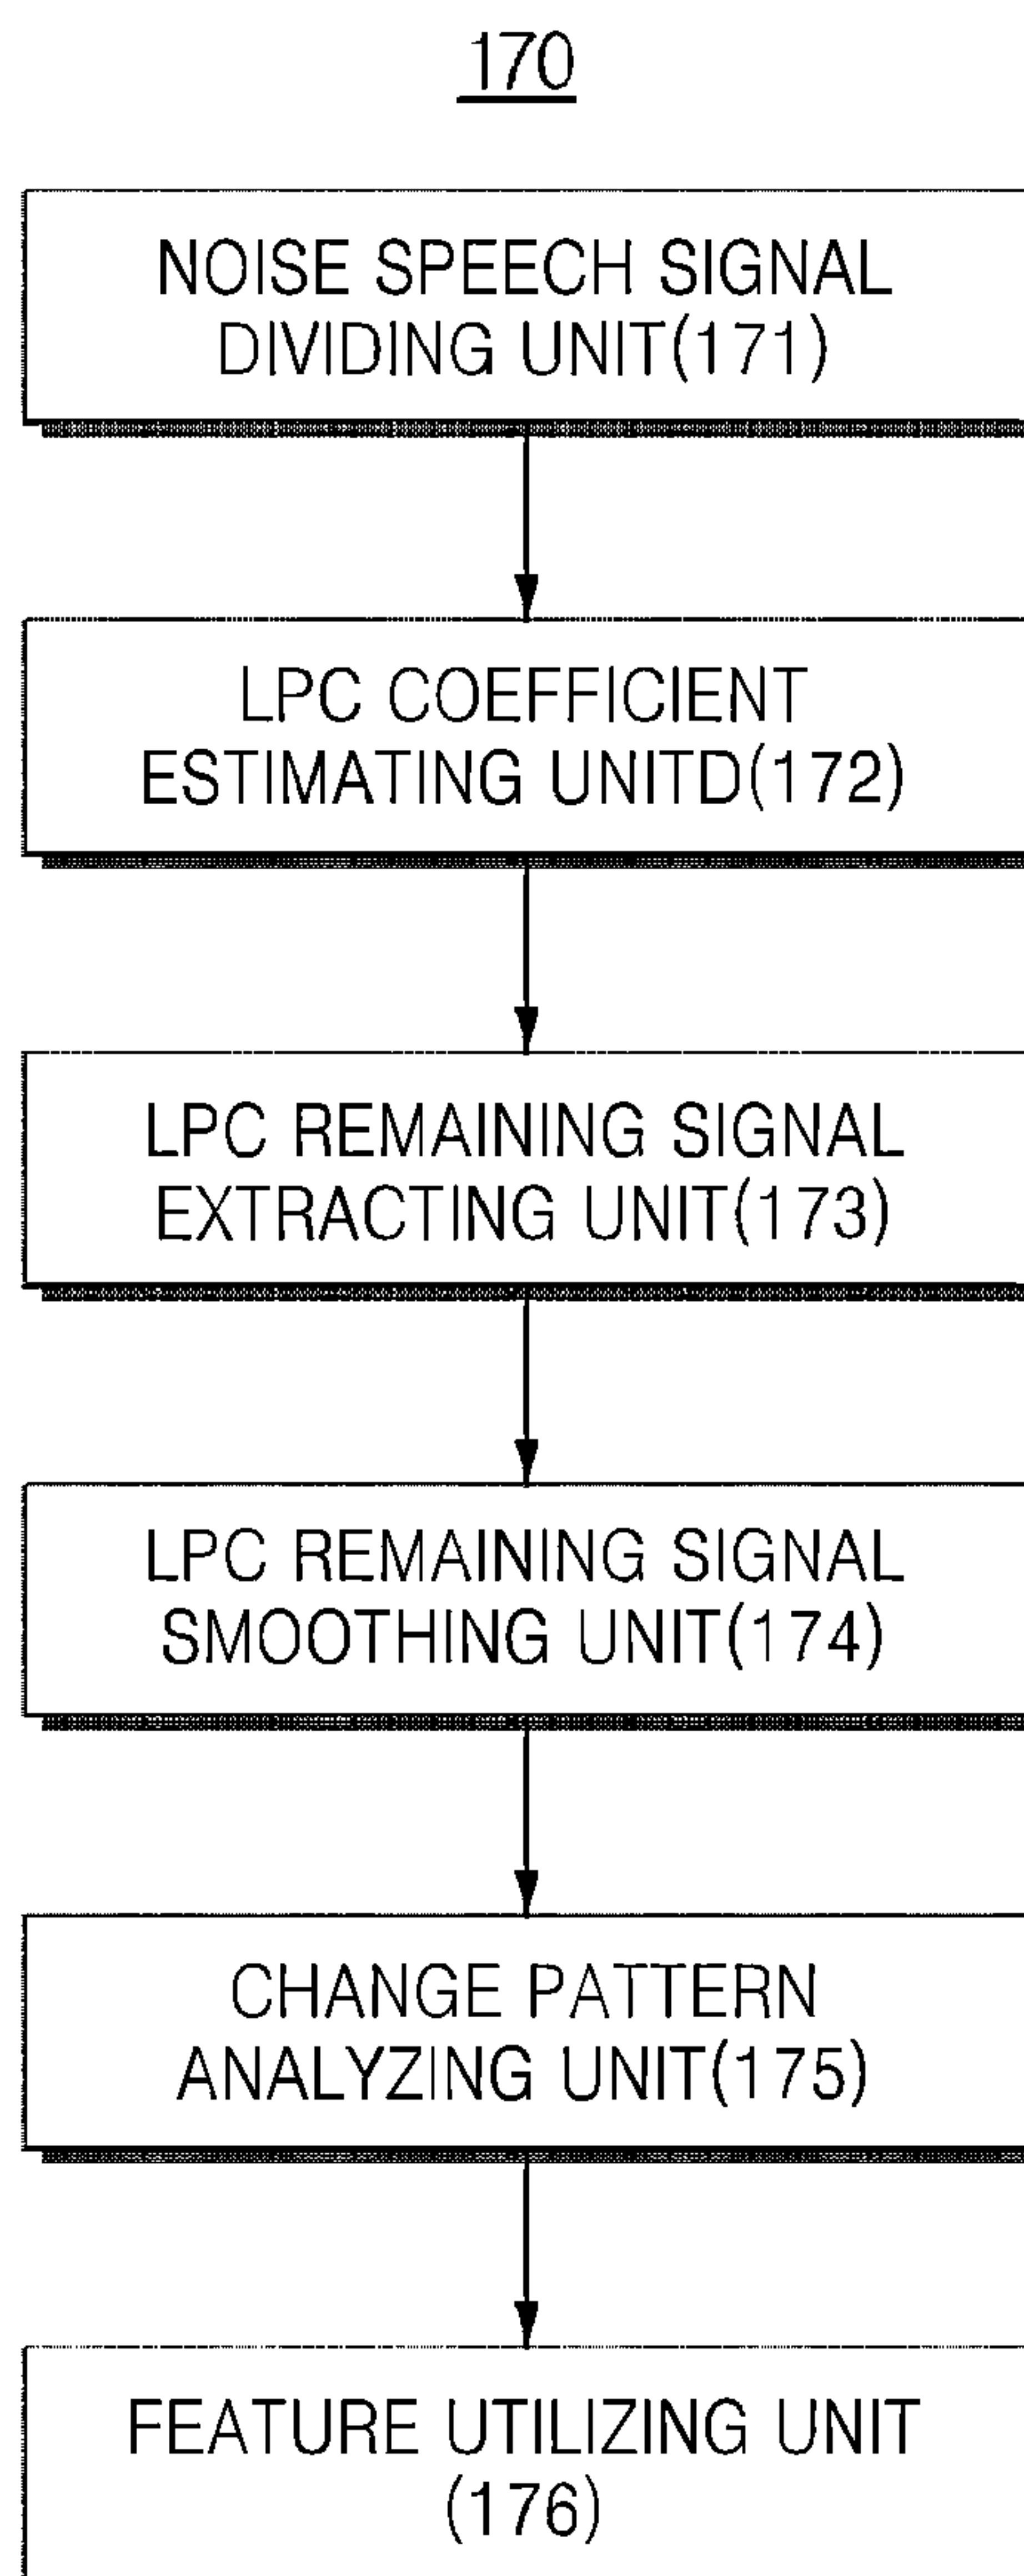 170
NOISE SPEECH SIGNAL
DIVIDING UNIT(171)
LPC COEFFICIENT
ESTIMATING UNITD(172)
LPC REMAINING SIGNAL
EXTRACTING UNIT(173)
LPC REMAINING SIGNAL
SMOOTHING UNIT(174)
CHANGE PATTERN
ANALYZING UNIT(175)
FEATURE UTILIZING UNIT
(176)